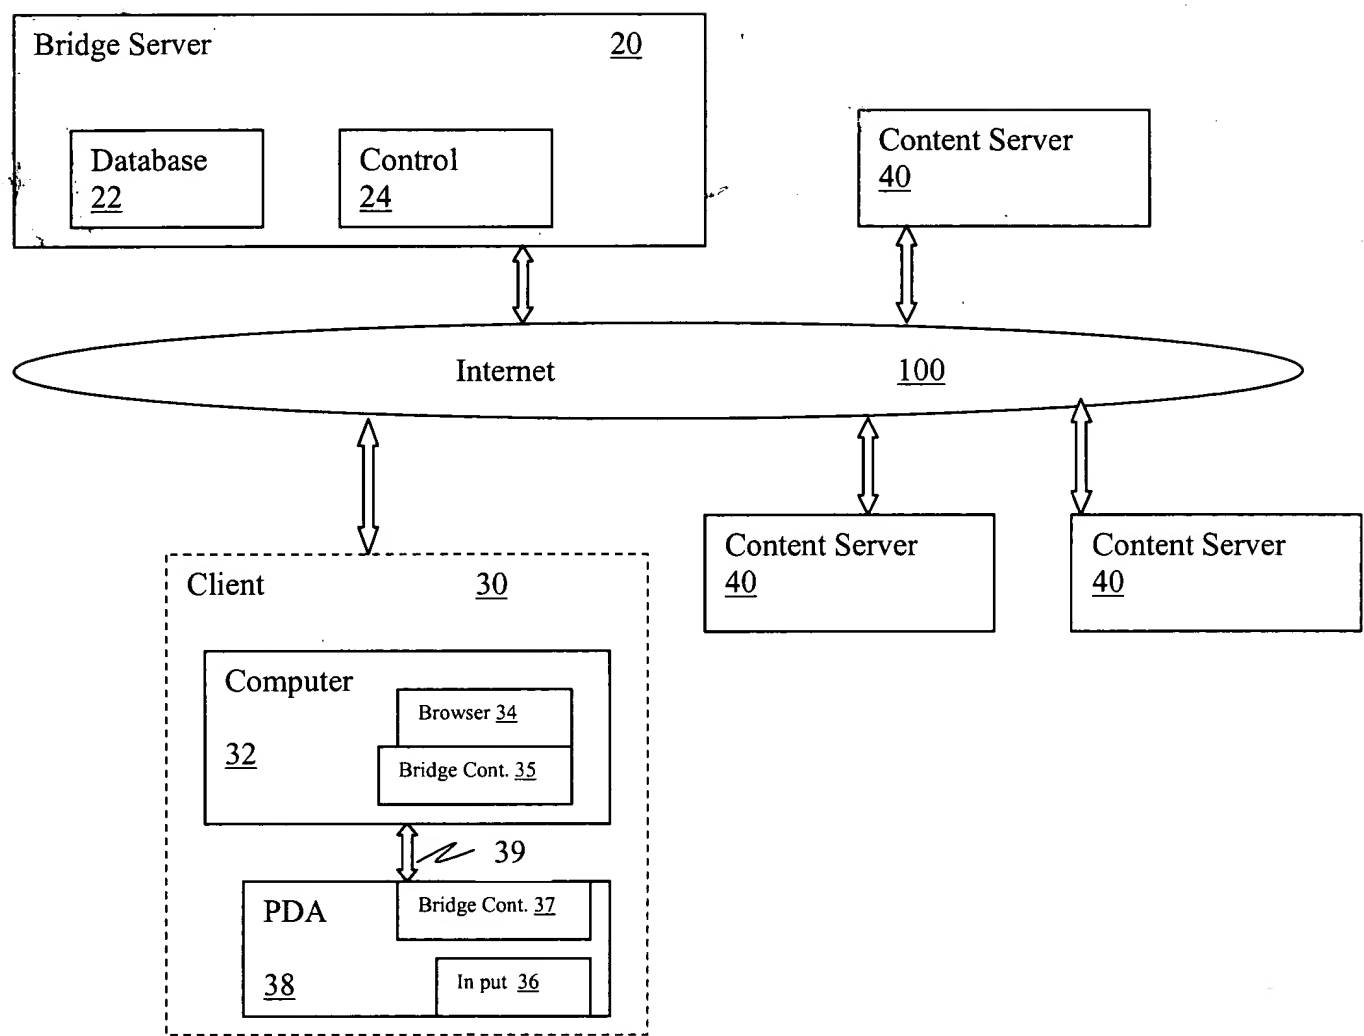 Bridge Server 20
Database
22
Control
24
Content Server
40
Internet 100
Content Server
40
Content Server
40
Client 30
Computer
32
Browser 34
Bridge Cont. 35
39
PDA
38
Bridge Cont. 37
In put 36